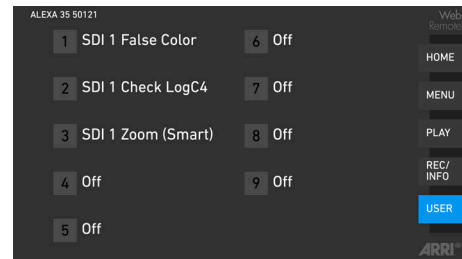 ALEXA 35 50121
Web
Remote
1 SDI 1 False Color
2 SDI 1 Check LogC4
3 SDI 1 Zoom (Smart)
4 Off
5 Off
6 Off
7 Off
8 Off
9 Off
HOME
MENU
PLAY
REC/
INFO
USER
ARRI®